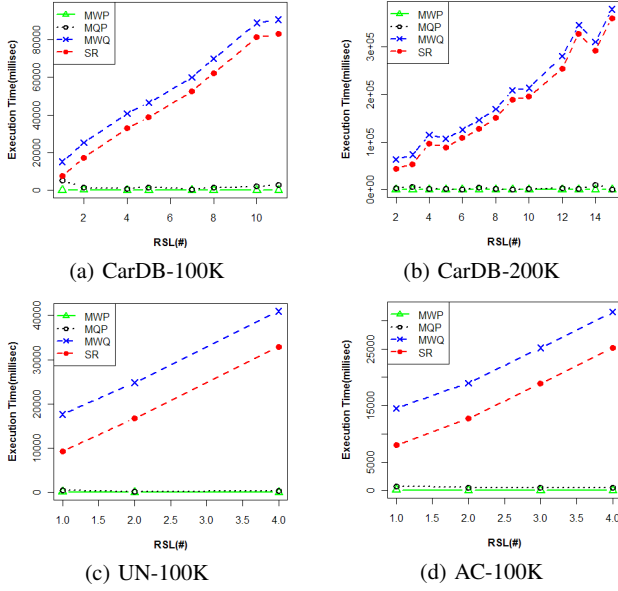 MWP
MQP
MWQ
SR
Execution Time(millisec)
0 20000 40000 60000 80000
2 4 6 8 10
RSL(#)
(a) CarDB-100K
MWP
MQP
MWQ
SR
Execution Time(millisec)
0e+00 1e+05 2e+05 3e+05
2 4 6 8 10 12 14
RSL(#)
(b) CarDB-200K
MWP
MQP
MWQ
SR
Execution Time(millisec)
0 10000 20000 30000 40000
1.0 1.5 2.0 2.5 3.0 3.5 4.0
RSL(#)
(c) UN-100K
MWP
MQP
MWQ
SR
Execution Time(millisec)
0 5000 15000 25000
1.0 1.5 2.0 2.5 3.0 3.5 4.0
RSL(#)
(d) AC-100K